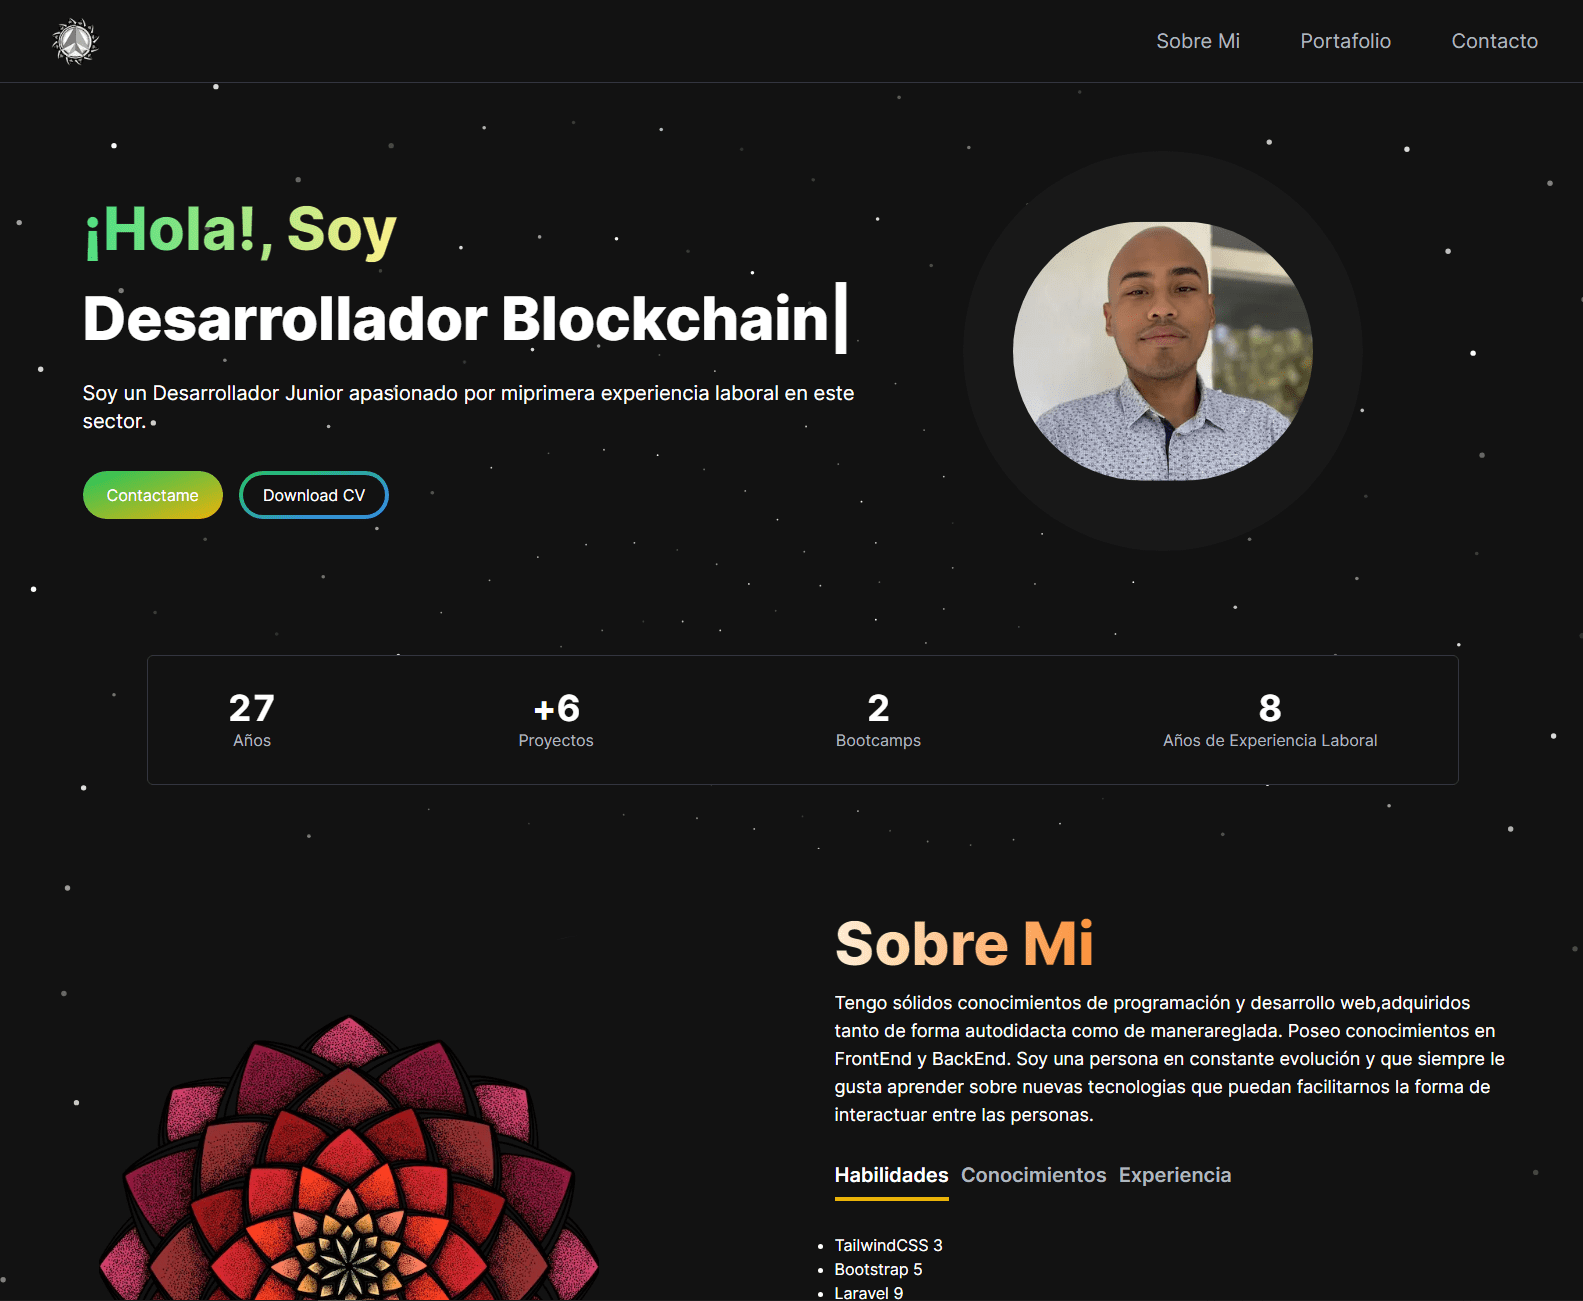 Sobre Mi
Portafolio
Contacto
¡Hola!, Soy
Desarrollador Blockchain|
Soy un Desarrollador Junior apasionado por miprimera experiencia laboral en este
sector.
Contactame
Download CV
27
Años
+6
Proyectos
2
Bootcamps
8
Años de Experiencia Laboral
Sobre Mi
Tengo sólidos conocimientos de programación y desarrollo web,adquiridos
tanto de forma autodidacta como de manerareglada. Poseo conocimientos en
FrontEnd y BackEnd. Soy una persona en constante evolución y que siempre le
gusta aprender sobre nuevas tecnologias que puedan facilitarnos la forma de
interactuar entre las personas.
Habilidades Conocimientos Experiencia
• TailwindCSS 3
• Bootstrap 5
• Laravel 9